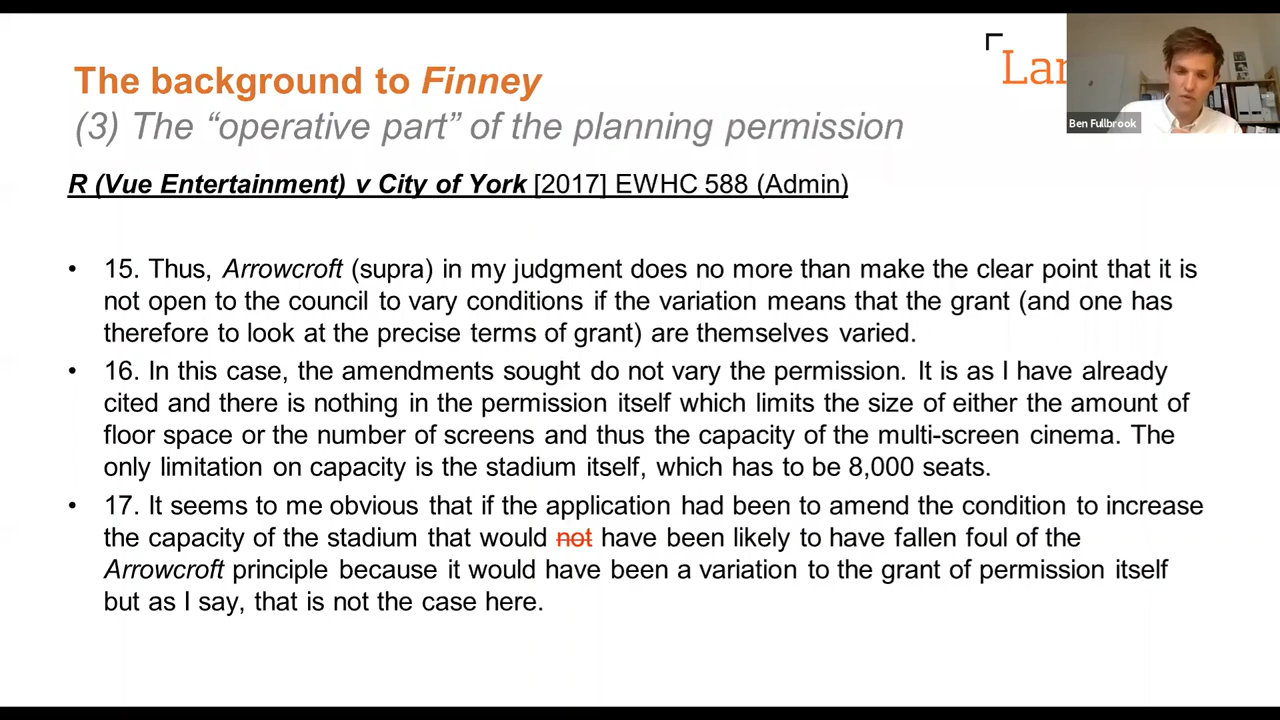 The background to Finney
(3) The “operative part” of the planning permission
Lar
Ben Fullbrook
R (Vue Entertainment) v City of York [2017] EWHC 588 (Admin)
• 15. Thus, Arrowcroft (supra) in my judgment does no more than make the clear point that it is
not open to the council to vary conditions if the variation means that the grant (and one has
therefore to look at the precise terms of grant) are themselves varied.
• 16. In this case, the amendments sought do not vary the permission. It is as I have already
cited and there is nothing in the permission itself which limits the size of either the amount of
floor space or the number of screens and thus the capacity of the multi-screen cinema. The
only limitation on capacity is the stadium itself, which has to be 8,000 seats.
• 17. It seems to me obvious that if the application had been to amend the condition to increase
the capacity of the stadium that would not have been likely to have fallen foul of the
Arrowcroft principle because it would have been a variation to the grant of permission itself
but as I say, that is not the case here.